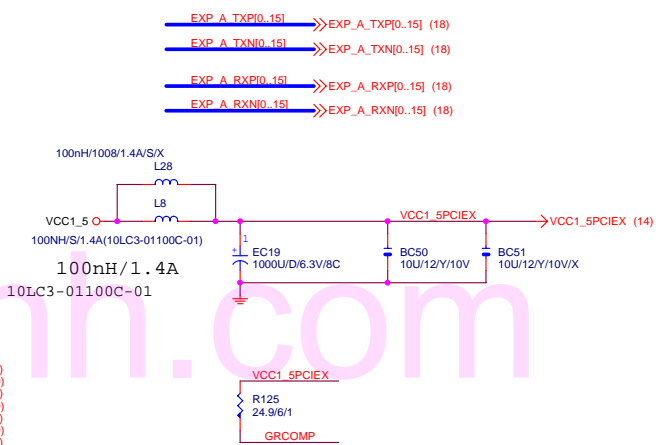 EXP_A_TXP[0..15] EXP_A_TXP[0..15] (18)
EXP_A_TXN[0..15] EXP_A_TXN[0..15] (18)
EXP_A_RXP[0..15] EXP_A_RXP[0..15] (18)
EXP_A_RXN[0..15] EXP_A_RXN[0..15] (18)
100nH/1008/1.4A/S/X
L28
L8
VCC1_5
VCC1_5PCIEX
VCC1_5PCIEX (14)
100NH/S/1.4A(10LC3-01100C-01)
100nH/1.4A
10LC3-01100C-01
1
+
EC19
1000U/D/6.3V/8C
BC50
10U/12/Y/10V
BC51
10U/12/Y/10V/X
nh.com
VCC1_5PCIEX
R125
24.9/6/1
GRCOMP